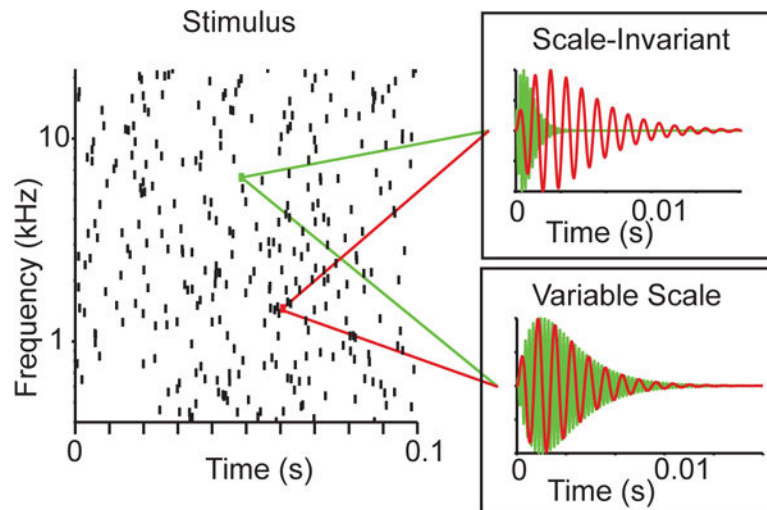 Stimulus
Frequency (kHz)
10
1
0
0.1
Time (s)
Scale-Invariant
0
0.01
Time (s)
Variable Scale
0
0.01
Time (s)